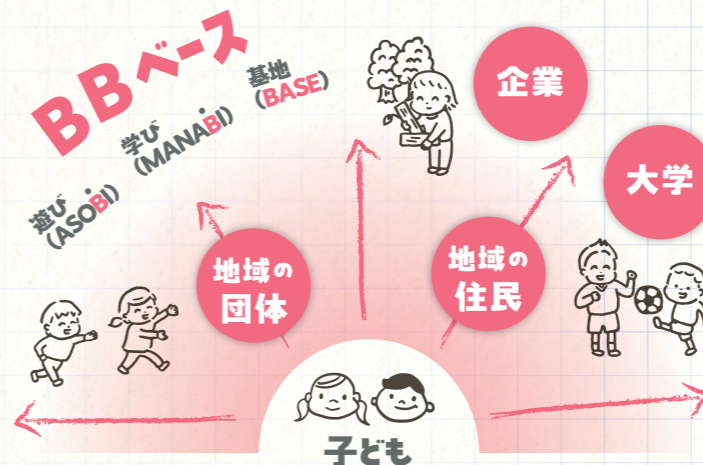 BBベース
遊び
(ASOBI)
学び
(MANABI)
基地
(BASE)
企業
大学
地域の
団体
地域の
住民
子ども